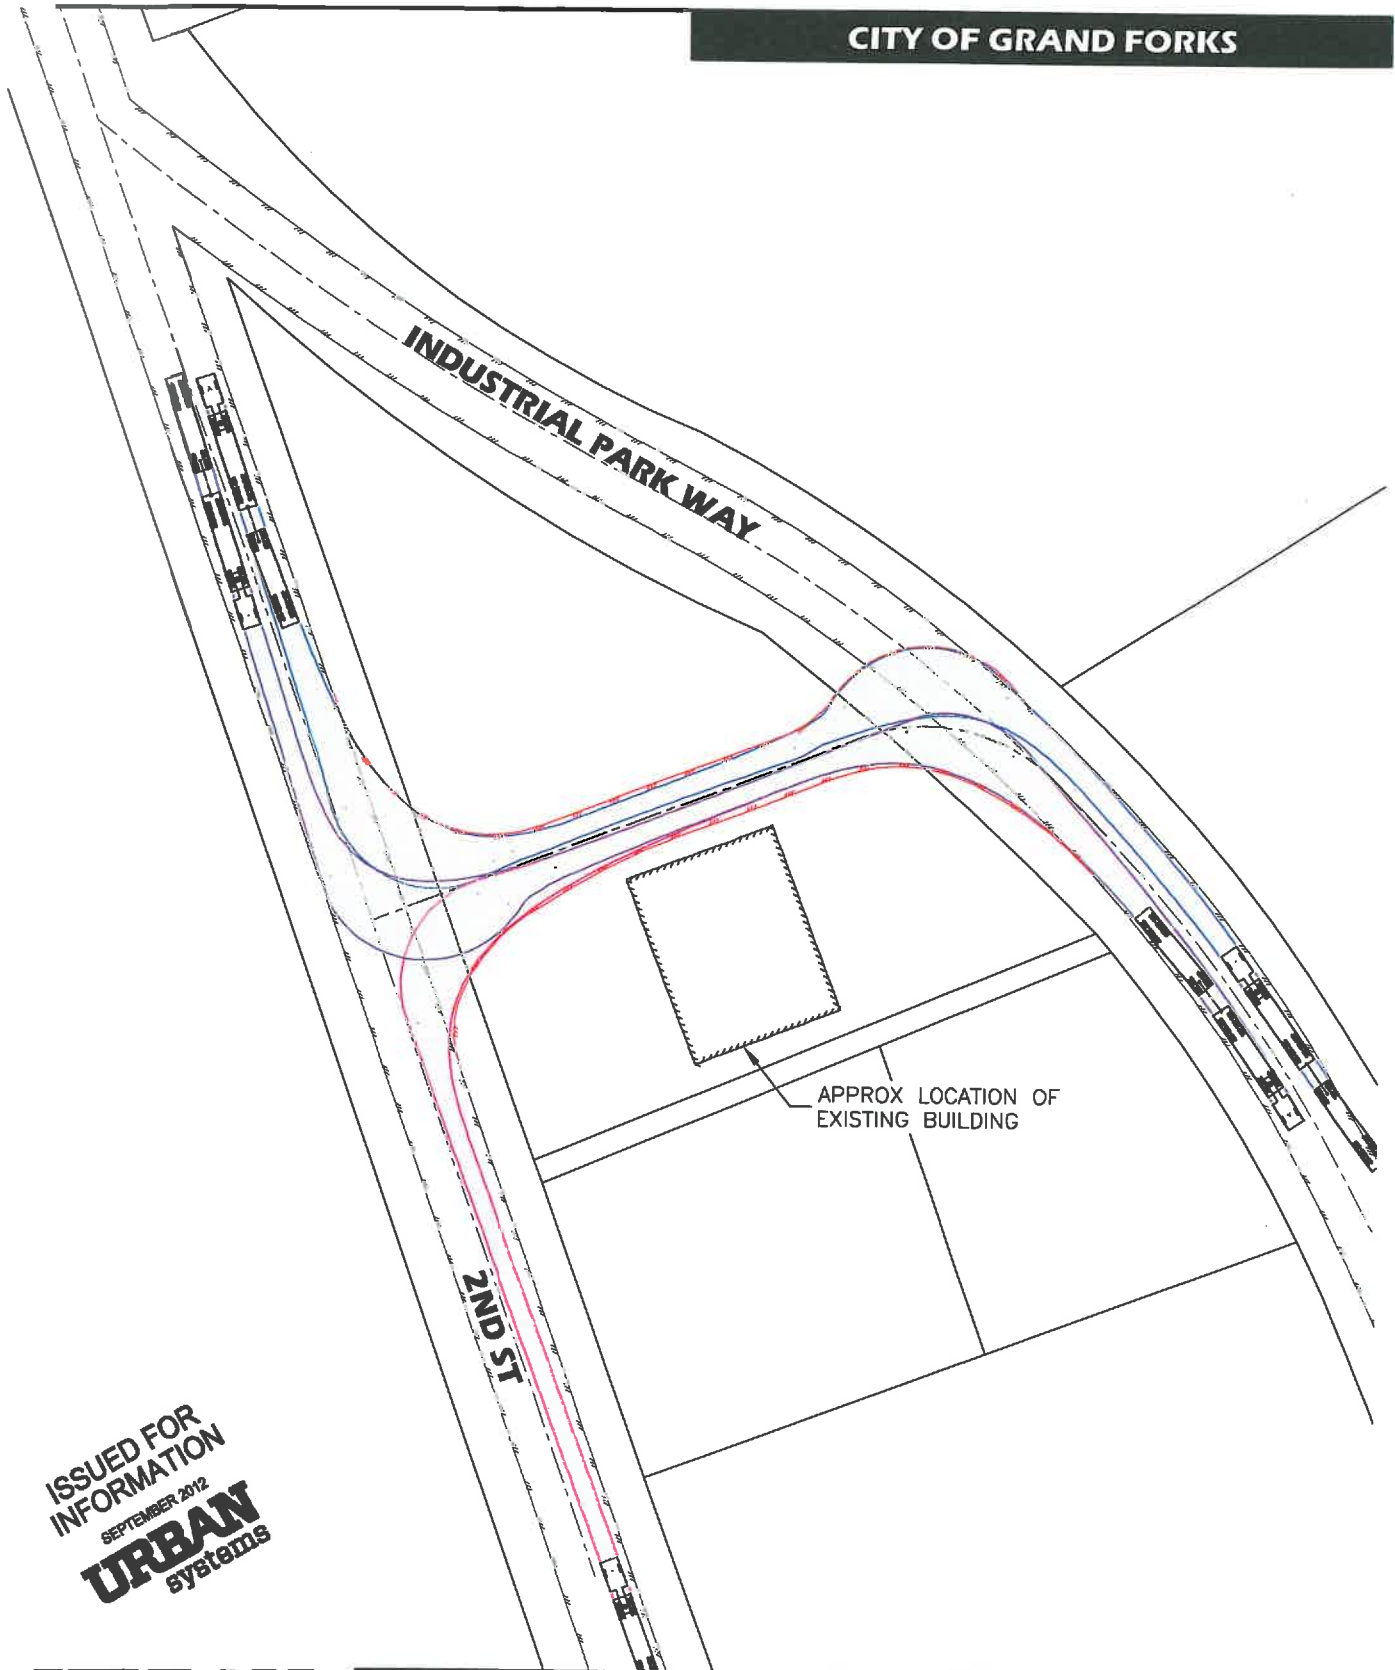 CITY OF GRAND FORKS
INDUSTRIAL PARK WAY
APPROX LOCATION OF
EXISTING BUILDING
2ND ST
ISSUED FOR
INFORMATION
SEPTEMBER 2012
URBAN
systems